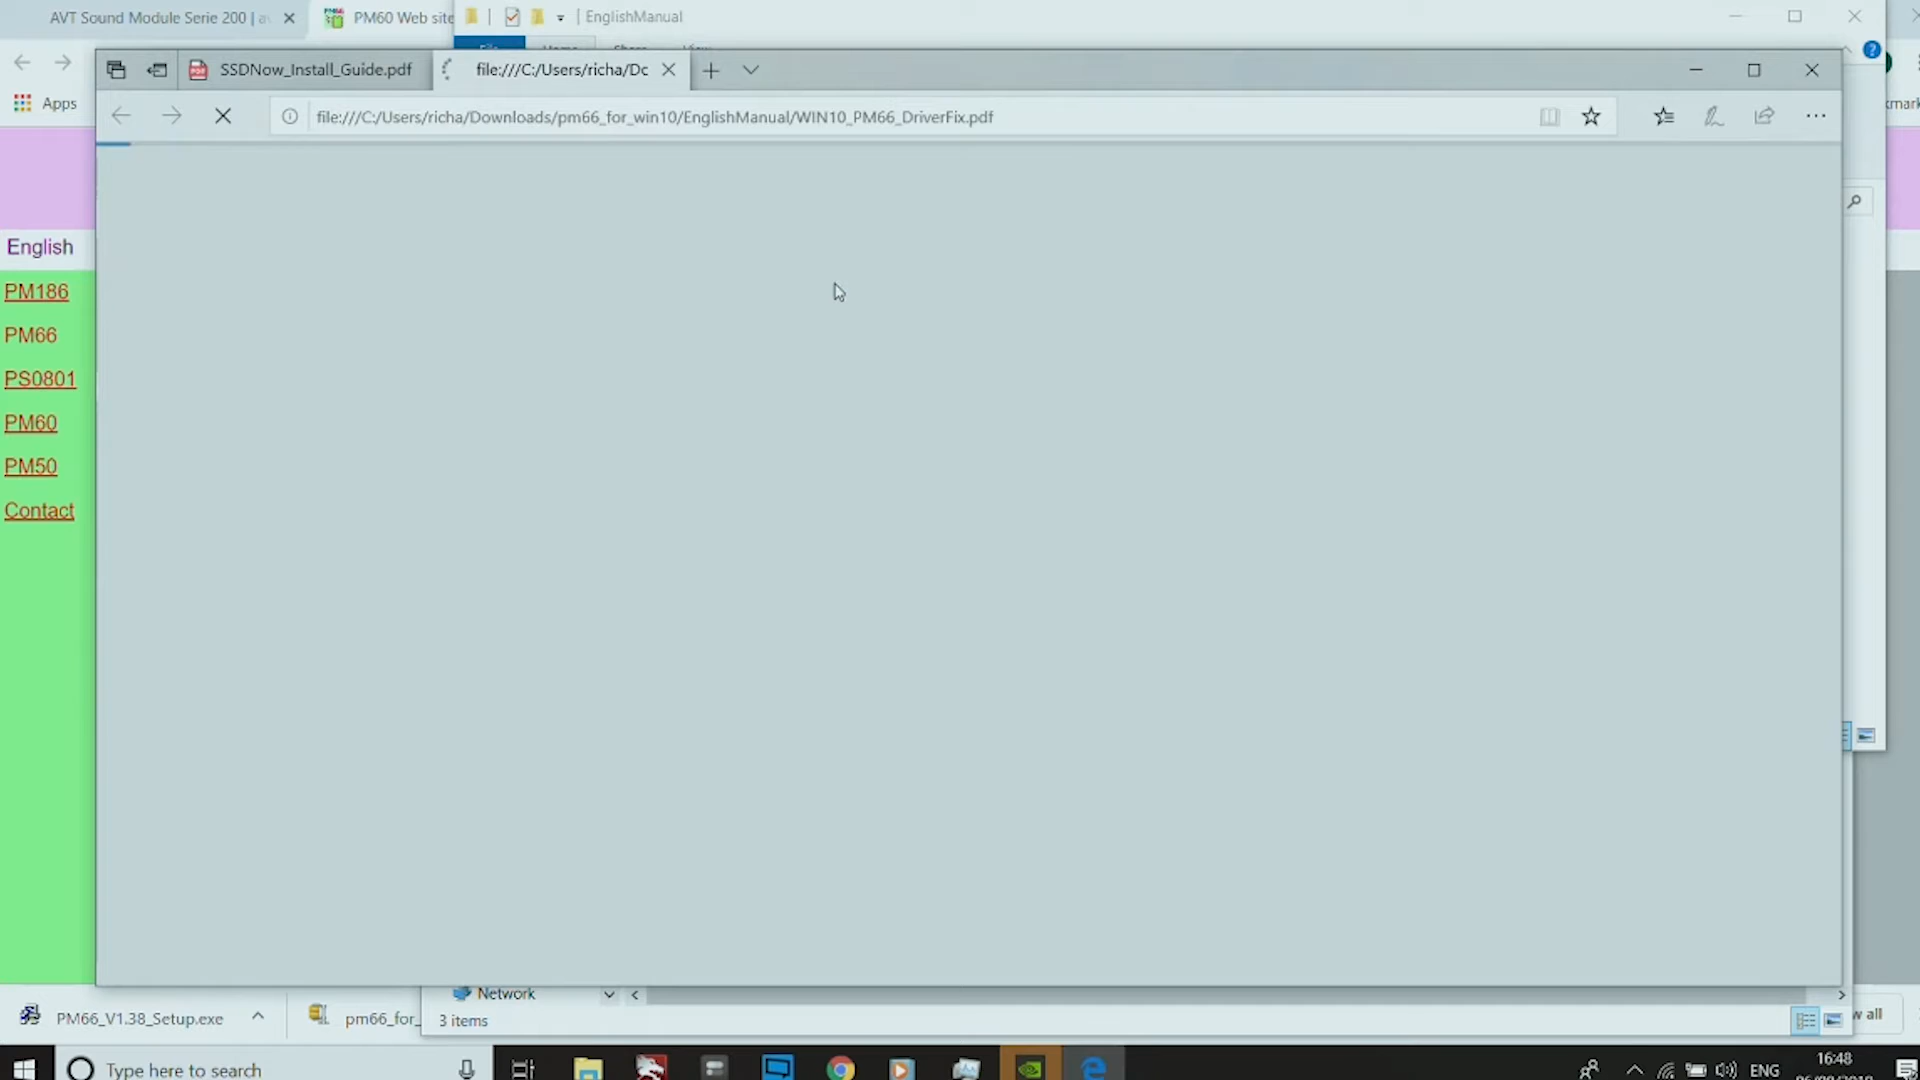 AVT Sound Module Serie 200 | a
PM60 Web site
EnglishManual
SSDNow_Install_Guide.pdf
file:///C:/Users/richa/Dc
Apps
file:///C:/Users/richa/Downloads/pm66_for_win10/EnglishManual/WIN10_PM66_DriverFix.pdf
English
PM186
PM66
PS0801
PM60
PM50
Contact
Network
PM66_V1.38_Setup.exe
pm66_for_
3 items
w all
Type here to search
ENG
16:48